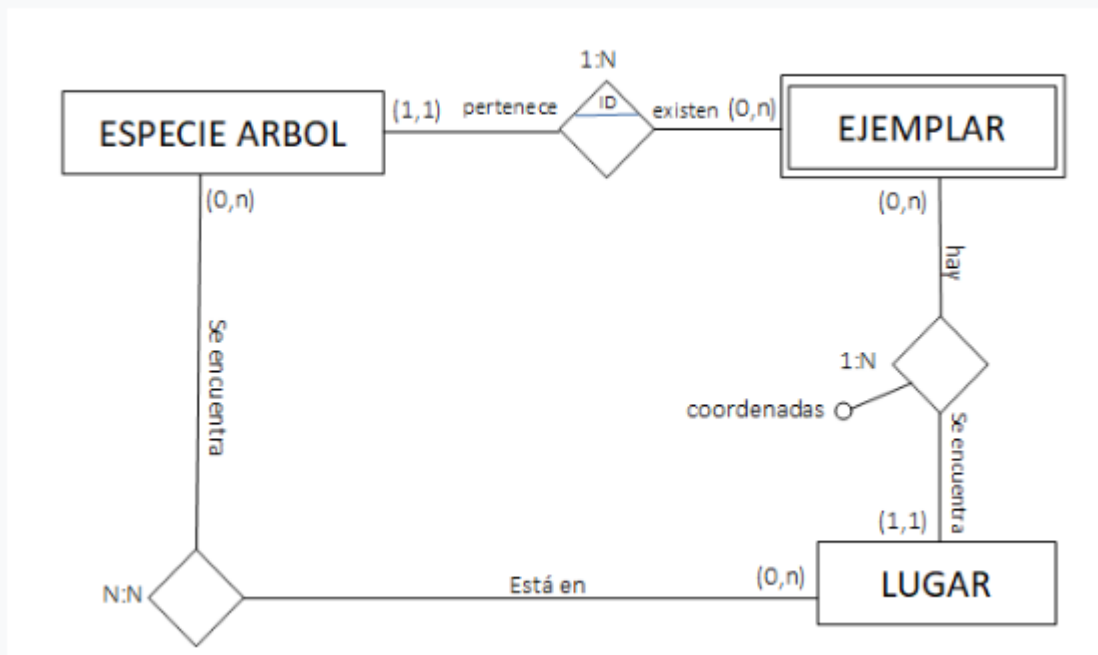 1:N
ESPECIE ARBOL
(1,1)
pertenece
ID
existen
(0,n)
EJEMPLAR
(0,n)
(0,n)
hay
Se encuentra
1:N
coordenadas
Se encuentra
(1,1)
N:N
Está en
(0,n)
LUGAR